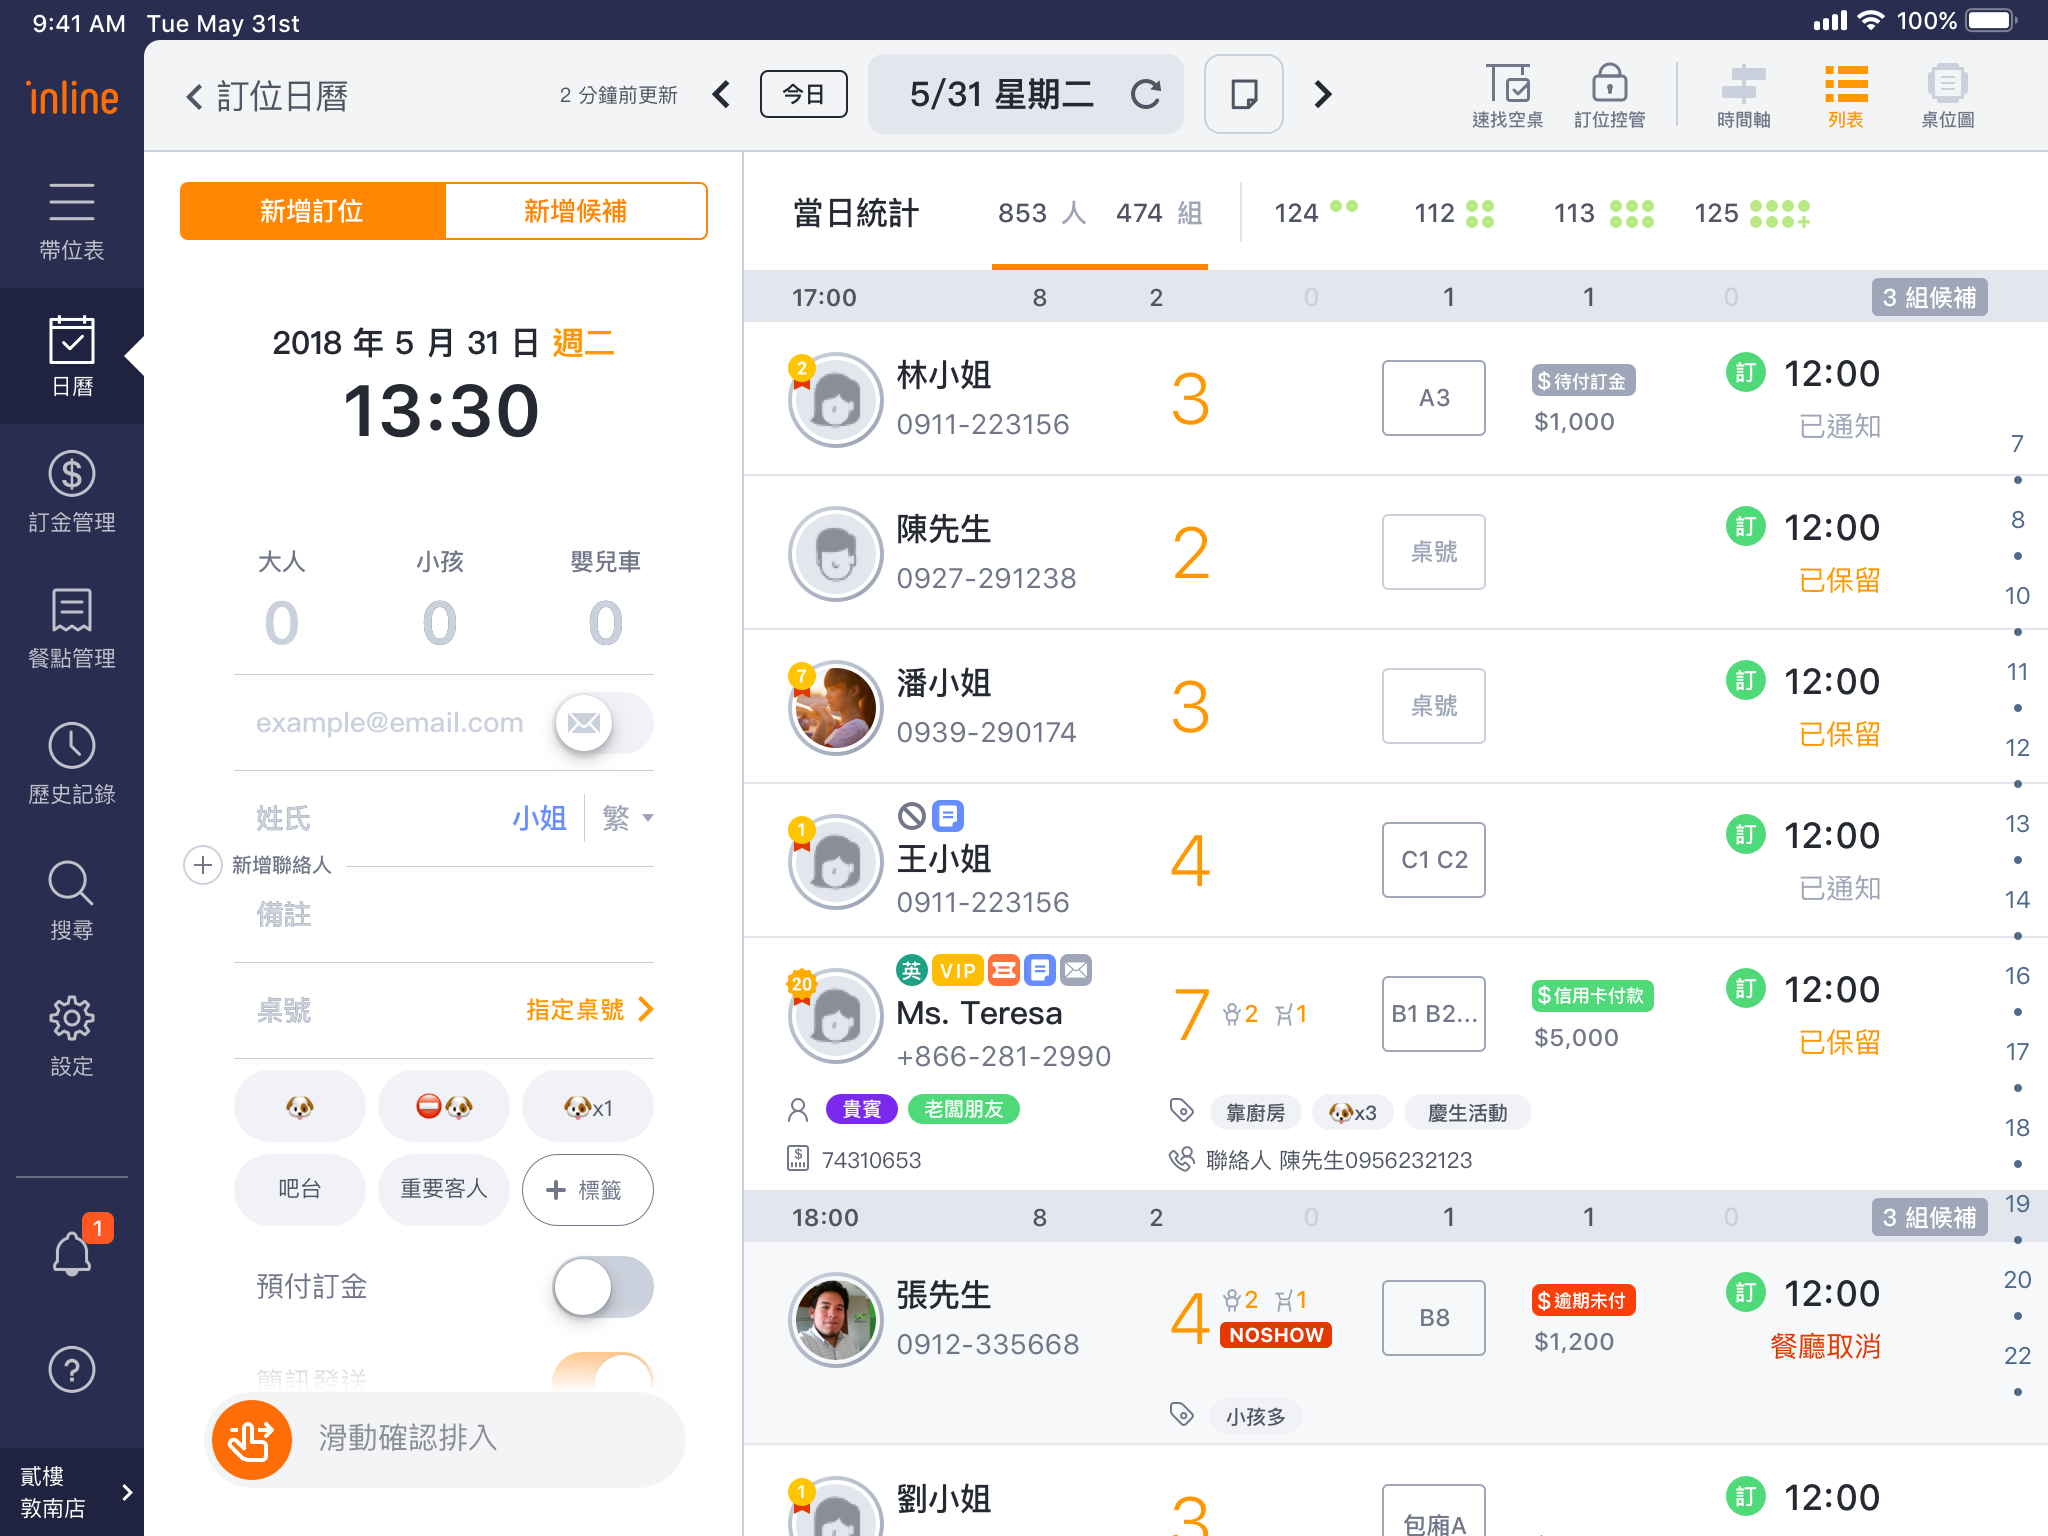 9:41 AM Tue May 31st 100%
inline
帶位表
日曆
訂金管理
餐點管理
歷史記錄
搜尋
設定
1
貳樓
敦南店
訂位日曆
2 分鐘前更新
今日
5/31 星期二
速找空桌
訂位控管
時間軸
列表
桌位圖
新增訂位 新增候補
2018 年 5 月 31 日 週二
13:30
大人 小孩 嬰兒車
0 0 0
example@email.com
姓氏 小姐 繁
新增聯絡人
備註
桌號 指定桌號
x1
吧台 重要客人 + 標籤
預付訂金
簡訊發送
滑動確認排入
當日統計 853 人 474 組 124 112 113 125
17:00 8 2 0 1 1 0 3 組候補
2 林小姐 3 A3 $待付訂金 訂 12:00
0911-223156 $1,000 已通知
陳先生 2 桌號 訂 12:00
0927-291238 已保留
7 潘小姐 3 桌號 訂 12:00
0939-290174 已保留
1 王小姐 4 C1 C2 訂 12:00
0911-223156 已通知
英 VIP
20 Ms. Teresa 7 2 1 B1 B2... $信用卡付款 訂 12:00
+866-281-2990 $5,000 已保留
貴賓 老闆朋友 靠廚房 x3 慶生活動
74310653 聯絡人 陳先生0956232123
18:00 8 2 0 1 1 0 3 組候補
張先生 4 2 1 B8 $逾期未付 訂 12:00
0912-335668 NOSHOW $1,200 餐廳取消
小孩多
1 劉小姐 3 包廂A 訂 12:00
7
8
10
11
12
13
14
16
17
18
19
20
22